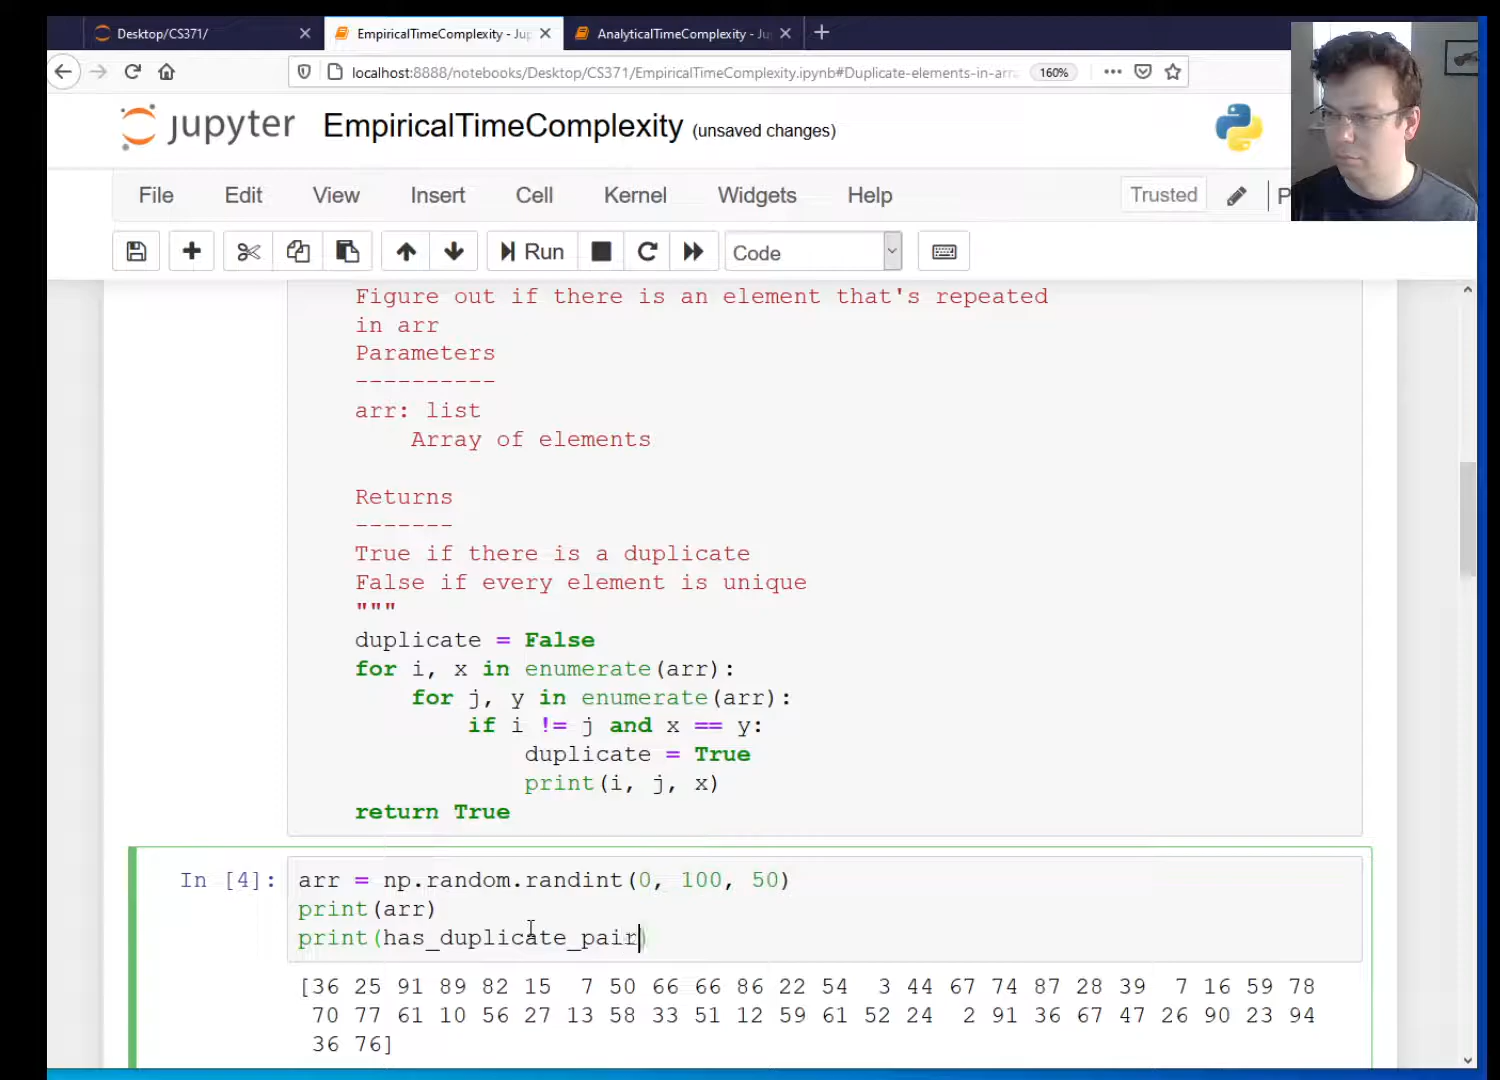 Desktop/CS371/
EmpiricalTimeComplexity - Jup
AnalyticalTimeComplexity - Ju
localhost:8888/notebooks/Desktop/CS371/EmpiricalTimeComplexity.ipynb#Duplicate-elements-in-arr
160%
jupyter EmpiricalTimeComplexity (unsaved changes)
File Edit View Insert Cell Kernel Widgets Help Trusted P
Run Code
Figure out if there is an element that's repeated
in arr
Parameters
----------
arr: list
Array of elements
Returns
-------
True if there is a duplicate
False if every element is unique
"""
duplicate = False
for i, x in enumerate(arr):
for j, y in enumerate(arr):
if i != j and x == y:
duplicate = True
print(i, j, x)
return True
In [4]: arr = np.random.randint(0, 100, 50)
print(arr)
print(has_duplicate_pair)
[36 25 91 89 82 15 7 50 66 66 86 22 54 3 44 67 74 87 28 39 7 16 59 78
70 77 61 10 56 27 13 58 33 51 12 59 61 52 24 2 91 36 67 47 26 90 23 94
36 76]